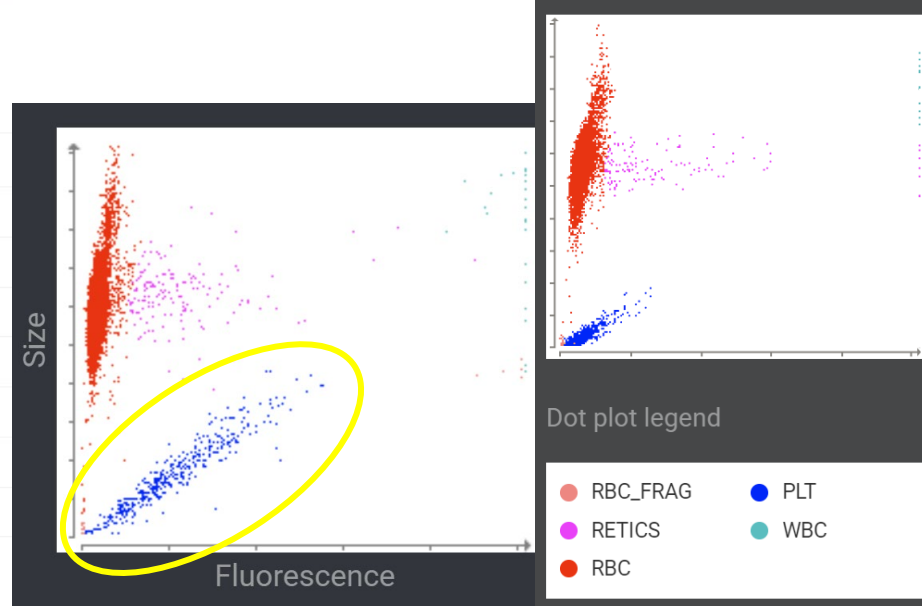 Size
Fluorescence
Dot plot legend
RBC_FRAG
PLT
RETICS
WBC
RBC